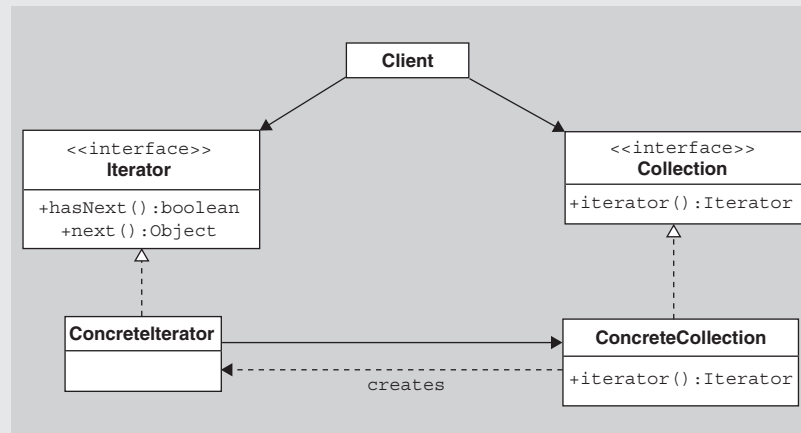 Client
<<interface>>
Iterator
+hasNext():boolean
+next():Object
<<interface>>
Collection
+iterator():Iterator
ConcreteIterator
ConcreteCollection
+iterator():Iterator
creates